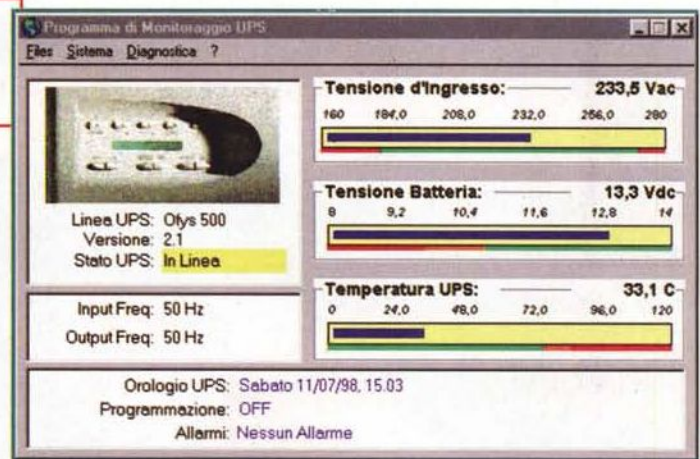 Programma di Monitoraggio UPS
Files Sistema Diagnostica ?
Linea UPS: Ofys 500
Versione: 2.1
Stato UPS: In Linea
Input Freq: 50 Hz
Output Freq: 50 Hz
Tensione d'Ingresso: 233,5 Vac
160 184,0 208,0 232,0 256,0 280
Tensione Batteria: 13,3 Vdc
8 9,2 10,4 11,6 12,8 14
Temperatura UPS: 33,1 C
0 24,0 48,0 72,0 96,0 120
Orologio UPS: Sabato 11/07/98, 15.03
Programmazione: OFF
Allarmi: Nessun Allarme